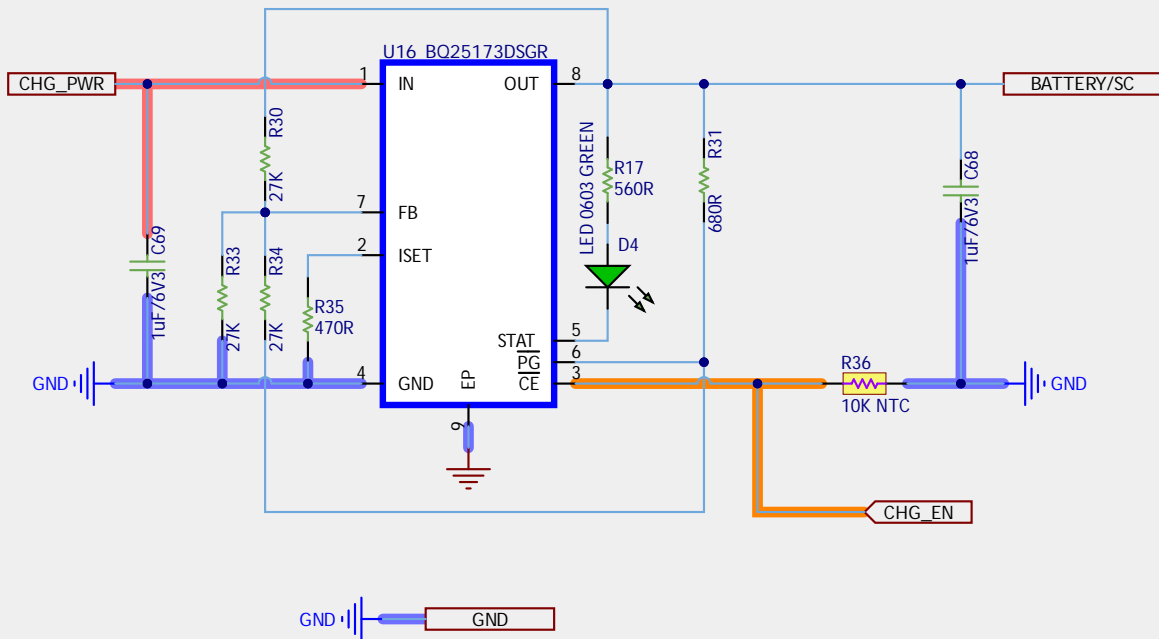 U16 BQ25173DSGR
CHG_PWR
1
IN
OUT
8
BATTERY/SC
R30
27K
7
FB
2
ISET
C69
1uF/6V3
R33
27K
R34
27K
R35
470R
LED 0603 GREEN
R17
560R
D4
R31
680R
C68
1uF/6V3
STAT
5
PG
6
CE
3
GND
4
GND
EP
9
R36
10K NTC
GND
CHG_EN
GND
GND